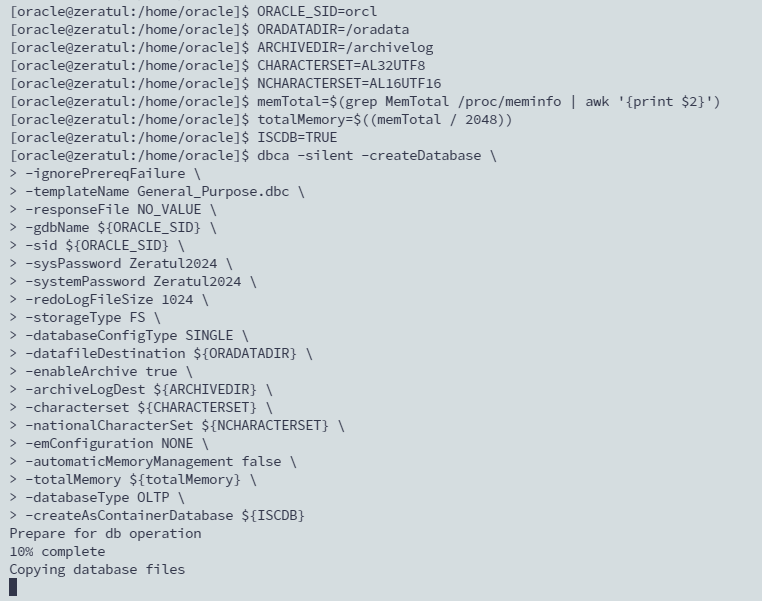 [oracle@zeratul:/home/oracle]$ ORACLE_SID=orcl
[oracle@zeratul:/home/oracle]$ ORADATADIR=/oradata
[oracle@zeratul:/home/oracle]$ ARCHIVEDIR=/archivelog
[oracle@zeratul:/home/oracle]$ CHARACTERSET=AL32UTF8
[oracle@zeratul:/home/oracle]$ NCHARACTERSET=AL16UTF16
[oracle@zeratul:/home/oracle]$ memTotal=$(grep MemTotal /proc/meminfo | awk '{print $2}')
[oracle@zeratul:/home/oracle]$ totalMemory=$((memTotal / 2048))
[oracle@zeratul:/home/oracle]$ ISCDB=TRUE
[oracle@zeratul:/home/oracle]$ dbca -silent -createDatabase \
> -ignorePrereqFailure \
> -templateName General_Purpose.dbc \
> -responseFile NO_VALUE \
> -gdbName ${ORACLE_SID} \
> -sid ${ORACLE_SID} \
> -sysPassword Zeratul2024 \
> -systemPassword Zeratul2024 \
> -redoLogFileSize 1024 \
> -storageType FS \
> -databaseConfigType SINGLE \
> -datafileDestination ${ORADATADIR} \
> -enableArchive true \
> -archiveLogDest ${ARCHIVEDIR} \
> -characterset ${CHARACTERSET} \
> -nationalCharacterSet ${NCHARACTERSET} \
> -emConfiguration NONE \
> -automaticMemoryManagement false \
> -totalMemory ${totalMemory} \
> -databaseType OLTP \
> -createAsContainerDatabase ${ISCDB}
Prepare for db operation
10% complete
Copying database files